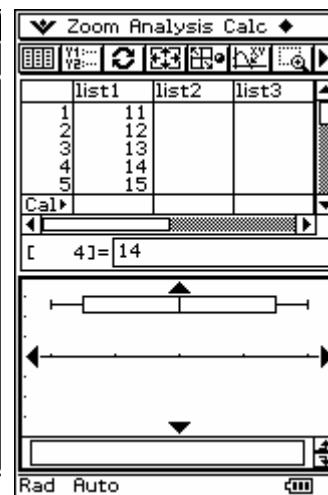 Zoom Analysis Calc
list1 list2 list3
1 11
2 12
3 13
4 14
5 15
Cal
[ 4]= 14
Rad Auto